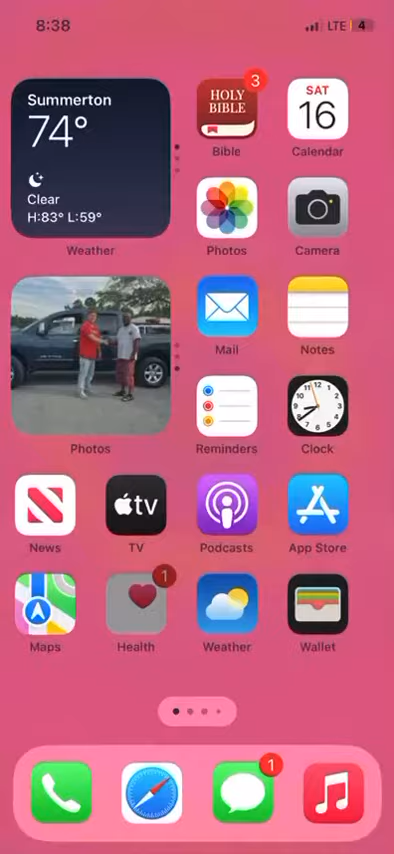 8:38
LTE 4
Summerton
74°
Clear
H:83° L:59°
Weather
3
HOLY
BIBLE
Bible
SAT
16
Calendar
Photos
Camera
Photos
Mail
Notes
Reminders
12
Clock
News
tv
TV
Podcasts
App Store
Maps
1
Health
Weather
Wallet
1